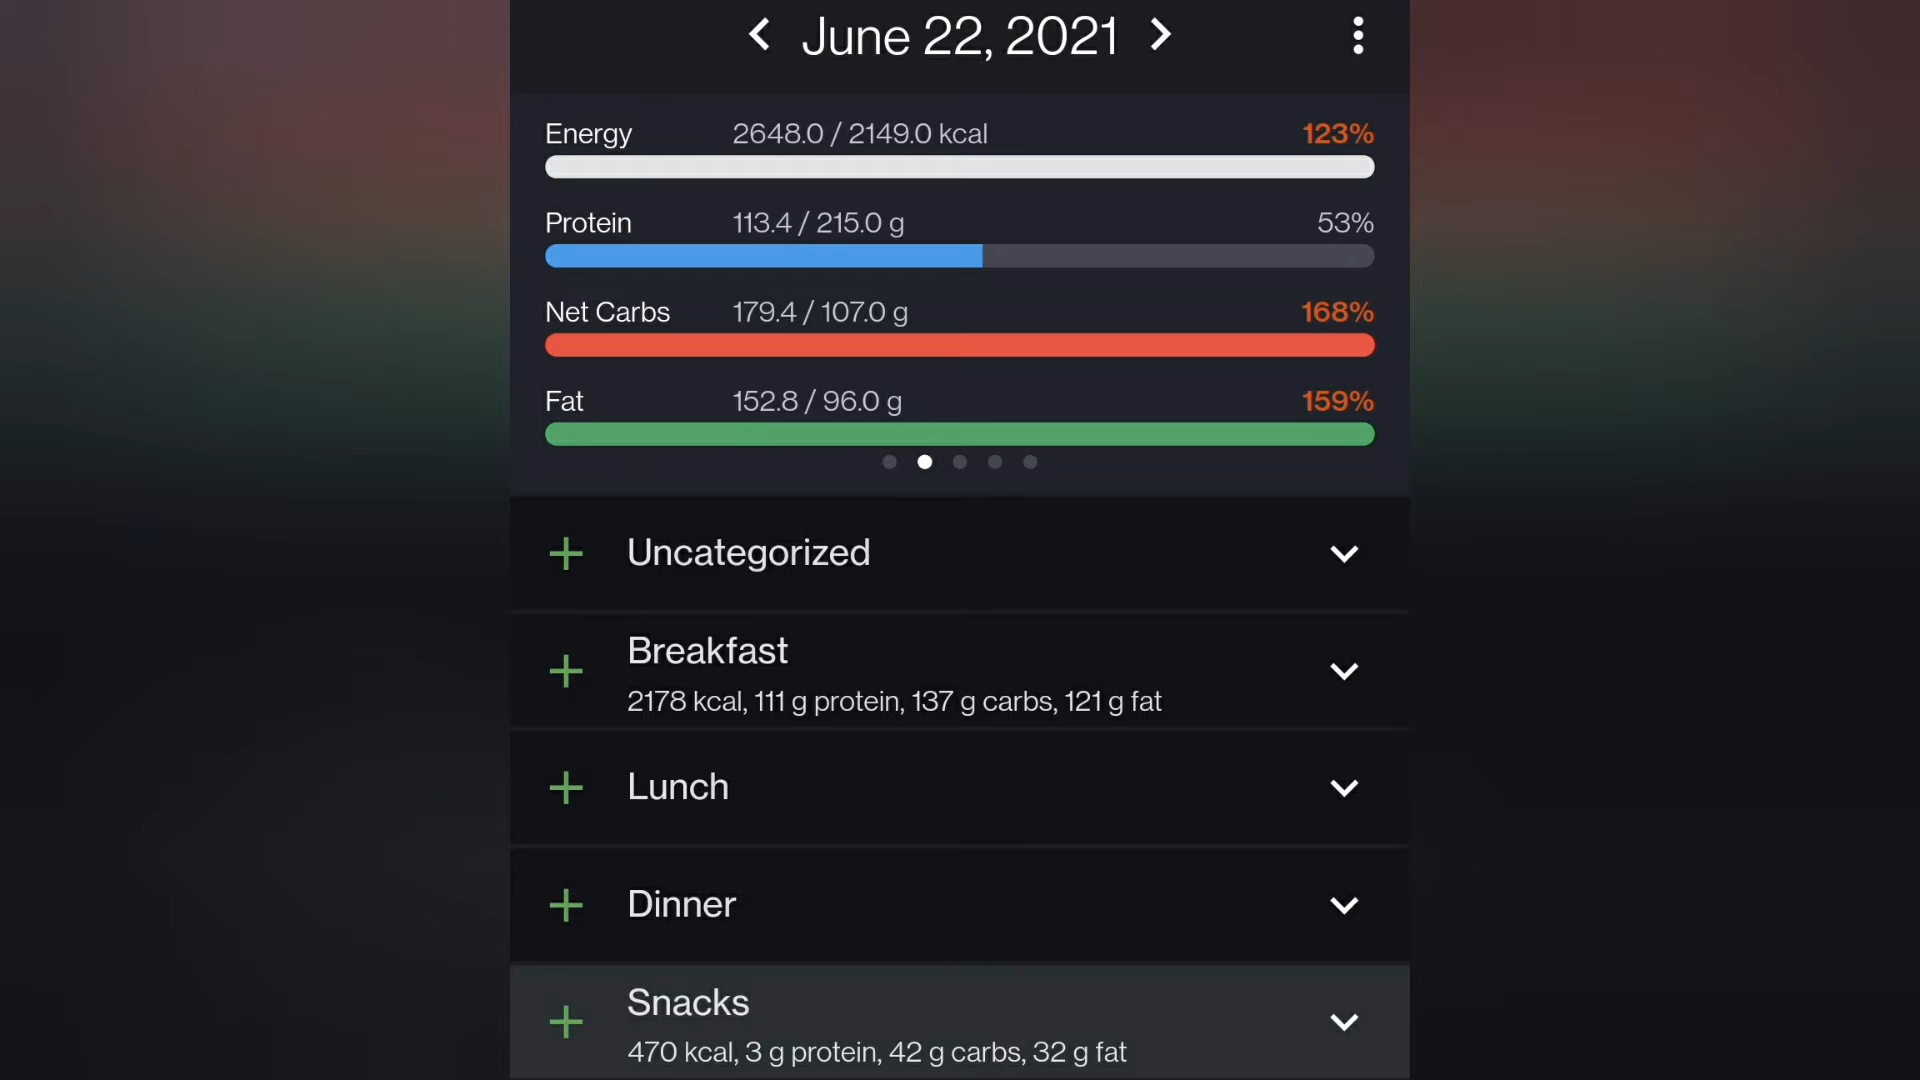 June 22, 2021
Energy 2648.0 / 2149.0 kcal 123%
Protein 113.4 / 215.0 g 53%
Net Carbs 179.4 / 107.0 g 168%
Fat 152.8 / 96.0 g 159%
Uncategorized
Breakfast
2178 kcal, 111 g protein, 137 g carbs, 121 g fat
Lunch
Dinner
Snacks
470 kcal, 3 g protein, 42 g carbs, 32 g fat